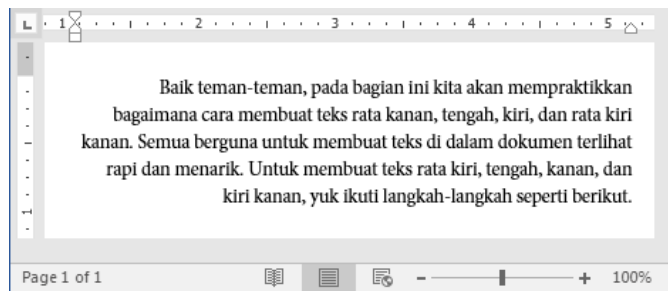 L 1 2 3 4 5
Baik teman-teman, pada bagian ini kita akan mempraktikkan
bagaimana cara membuat teks rata kanan, tengah, kiri, dan rata kiri
kanan. Semua berguna untuk membuat teks di dalam dokumen terlihat
rapi dan menarik. Untuk membuat teks rata kiri, tengah, kanan, dan
kiri kanan, yuk ikuti langkah-langkah seperti berikut.
1
Page 1 of 1 - + 100%